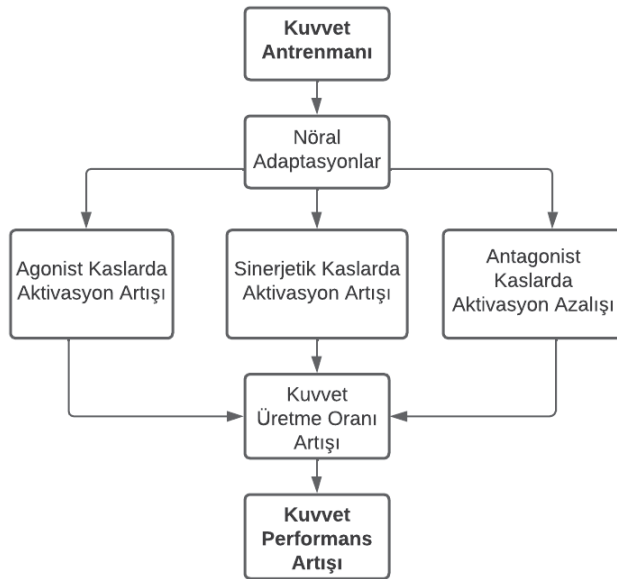 Kuvvet
Antrenmanı
Nöral
Adaptasyonlar
Agonist Kaslarda
Aktivasyon Artışı
Sinerjetik Kaslarda
Aktivasyon Artışı
Antagonist
Kaslarda
Aktivasyon Azalışı
Kuvvet
Üretme Oranı
Artışı
Kuvvet
Performans
Artışı